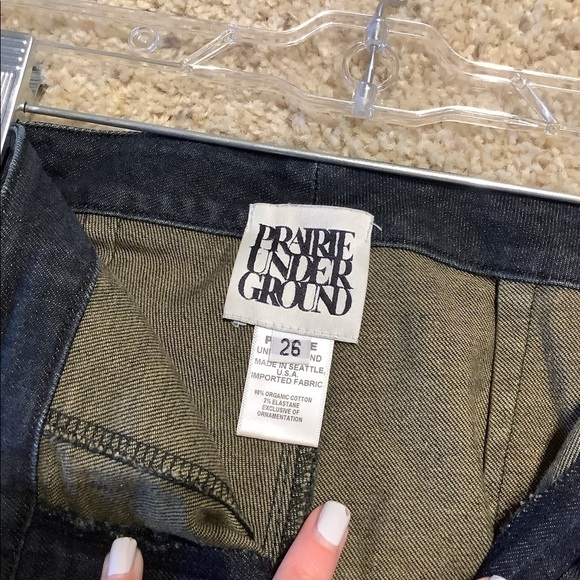 PRAIRIE
UNDER
GROUND
26
MADE IN SEATTLE,
U.S.A.
IMPORTED FABRIC
98% ORGANIC COTTON
2% ELASTANE
EXCLUSIVE OF
ORNAMENTATION